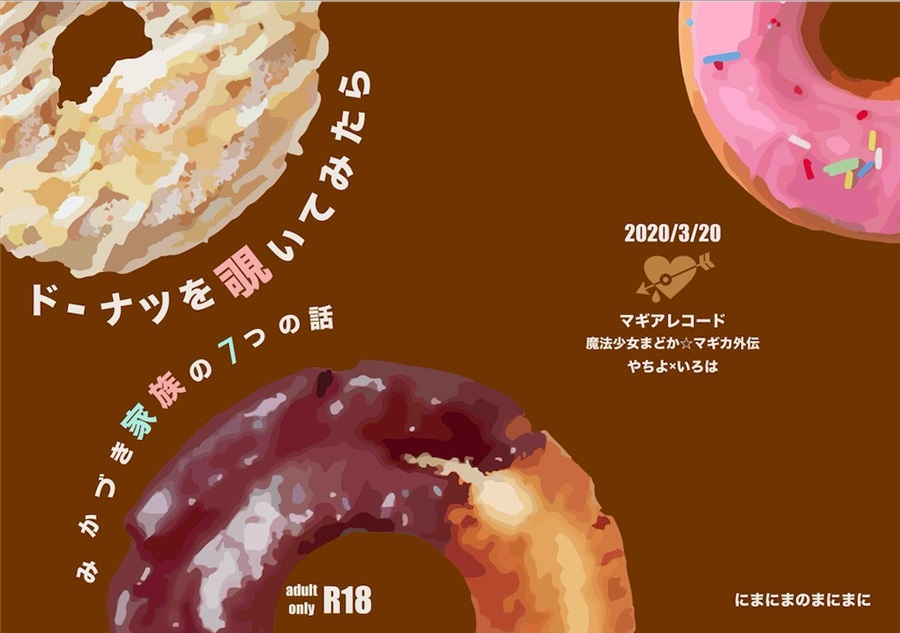 ドーナツを覗いてみたら
みかづき家族の7つの話
2020/3/20
マギアレコード
魔法少女まどか☆マギカ外伝
やちよ×いろは
adult
only
R18
にまにまのまにまに